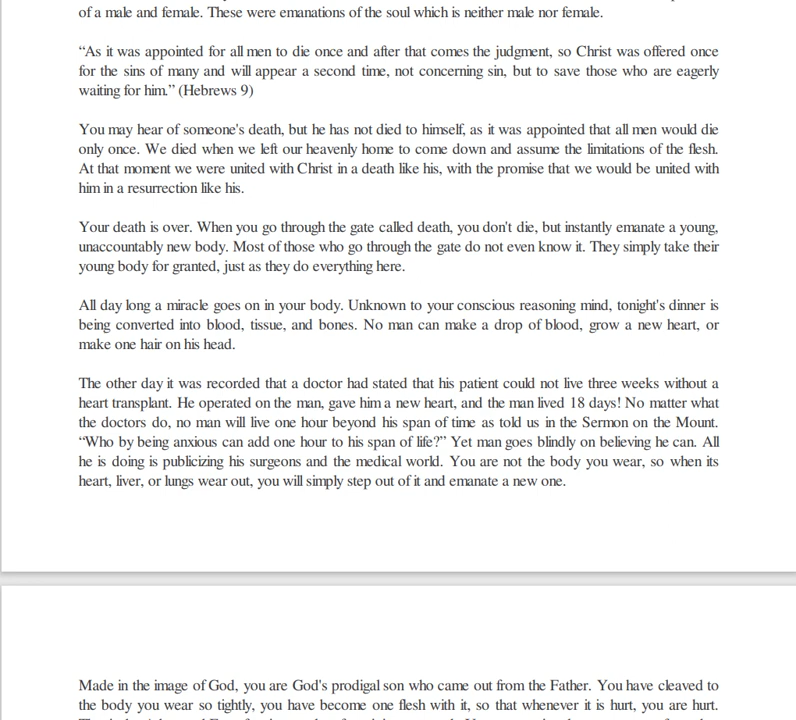 of a male and female. These were emanations of the soul which is neither male nor female.
“As it was appointed for all men to die once and after that comes the judgment, so Christ was offered once
for the sins of many and will appear a second time, not concerning sin, but to save those who are eagerly
waiting for him.” (Hebrews 9)
You may hear of someone's death, but he has not died to himself, as it was appointed that all men would die
only once. We died when we left our heavenly home to come down and assume the limitations of the flesh.
At that moment we were united with Christ in a death like his, with the promise that we would be united with
him in a resurrection like his.
Your death is over. When you go through the gate called death, you don't die, but instantly emanate a young,
unaccountably new body. Most of those who go through the gate do not even know it. They simply take their
young body for granted, just as they do everything here.
All day long a miracle goes on in your body. Unknown to your conscious reasoning mind, tonight's dinner is
being converted into blood, tissue, and bones. No man can make a drop of blood, grow a new heart, or
make one hair on his head.
The other day it was recorded that a doctor had stated that his patient could not live three weeks without a
heart transplant. He operated on the man, gave him a new heart, and the man lived 18 days! No matter what
the doctors do, no man will live one hour beyond his span of time as told us in the Sermon on the Mount.
“Who by being anxious can add one hour to his span of life?” Yet man goes blindly on believing he can. All
he is doing is publicizing his surgeons and the medical world. You are not the body you wear, so when its
heart, liver, or lungs wear out, you will simply step out of it and emanate a new one.
Made in the image of God, you are God's prodigal son who came out from the Father. You have cleaved to
the body you wear so tightly, you have become one flesh with it, so that whenever it is hurt, you are hurt.